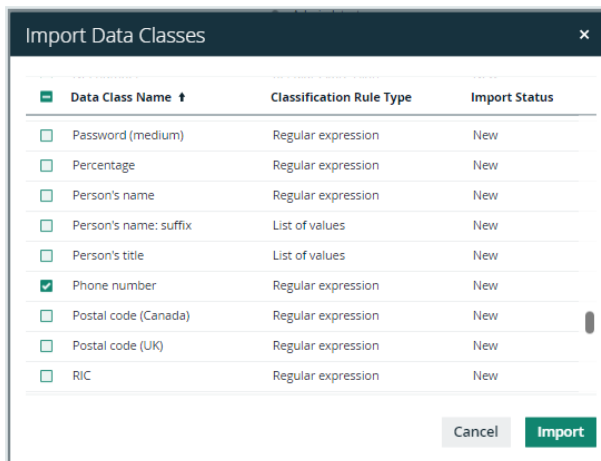 Import Data Classes ×
Data Class Name ↑ Classification Rule Type Import Status
Password (medium) Regular expression New
Percentage Regular expression New
Person's name Regular expression New
Person's name: suffix List of values New
Person's title List of values New
Phone number Regular expression New
Postal code (Canada) Regular expression New
Postal code (UK) Regular expression New
RIC Regular expression New
Cancel Import